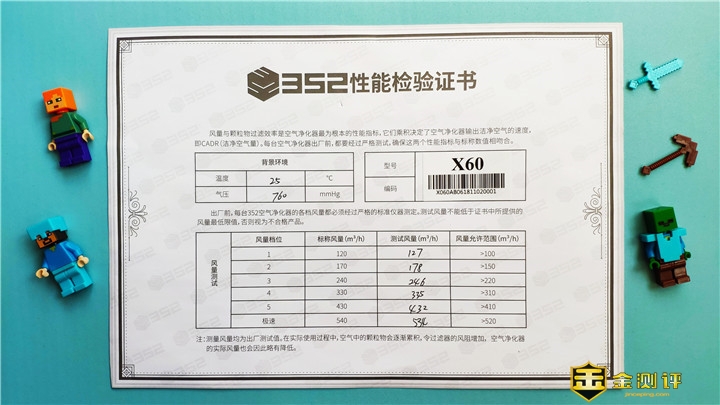 352性能检验证书
风量与颗粒物过滤效率是空气净化器最为根本的性能指标。它们乘积决定了空气净化器输出洁净空气的速度,
即CADR(洁净空气量)。每台空气净化器出厂前,都要经过严格测试,确保这两个性能指标与标称数值相吻合。
背景环境
温度 25 ℃
气压 760 mmHg
型号 X60
编码 X060AB061811020001
出厂前,每台352空气净化器的各档风量都必须经过严格的标准仪器测定。测试风量不能低于证书中所提供的
风量最低限值,否则视为不合格产品。
风量测试
风量档位 标称风量(m³/h) 测试风量(m³/h) 风量允许范围(m³/h)
1 120 127 >100
2 170 178 >150
3 240 246 >220
4 330 335 >310
5 430 432 >410
极速 540 538 >520
注:测量风量均为出厂测试值。在实际使用过程中,空气中的颗粒物会逐渐累积,令过滤器的风阻增加,空气净化器
的实际风量也会因此略有降低。
金测评
jinceping.com